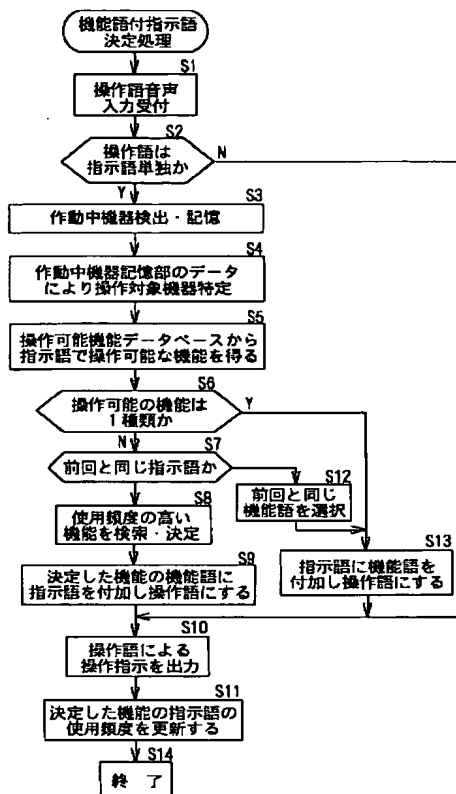 機能語付指示語
決定処理
S1
操作語音声
入力受付
S2
操作語は
指示語単独か
N
Y
S3
作動中機器検出・記憶
S4
作動中機器記憶部のデータ
により操作対象機器特定
S5
操作可能機能データベースから
指示語で操作可能な機能を得る
S6
操作可能の機能は
1種類か
Y
N
S7
前回と同じ指示語か
S12
前回と同じ
機能語を選択
S8
使用頻度の高い
機能を検索・決定
S13
指示語に機能語を
付加し操作語にする
S9
決定した機能の機能語に
指示語を付加し操作語にする
S10
操作語による
操作指示を出力
S11
決定した機能の指示語の
使用頻度を更新する
S14
終了